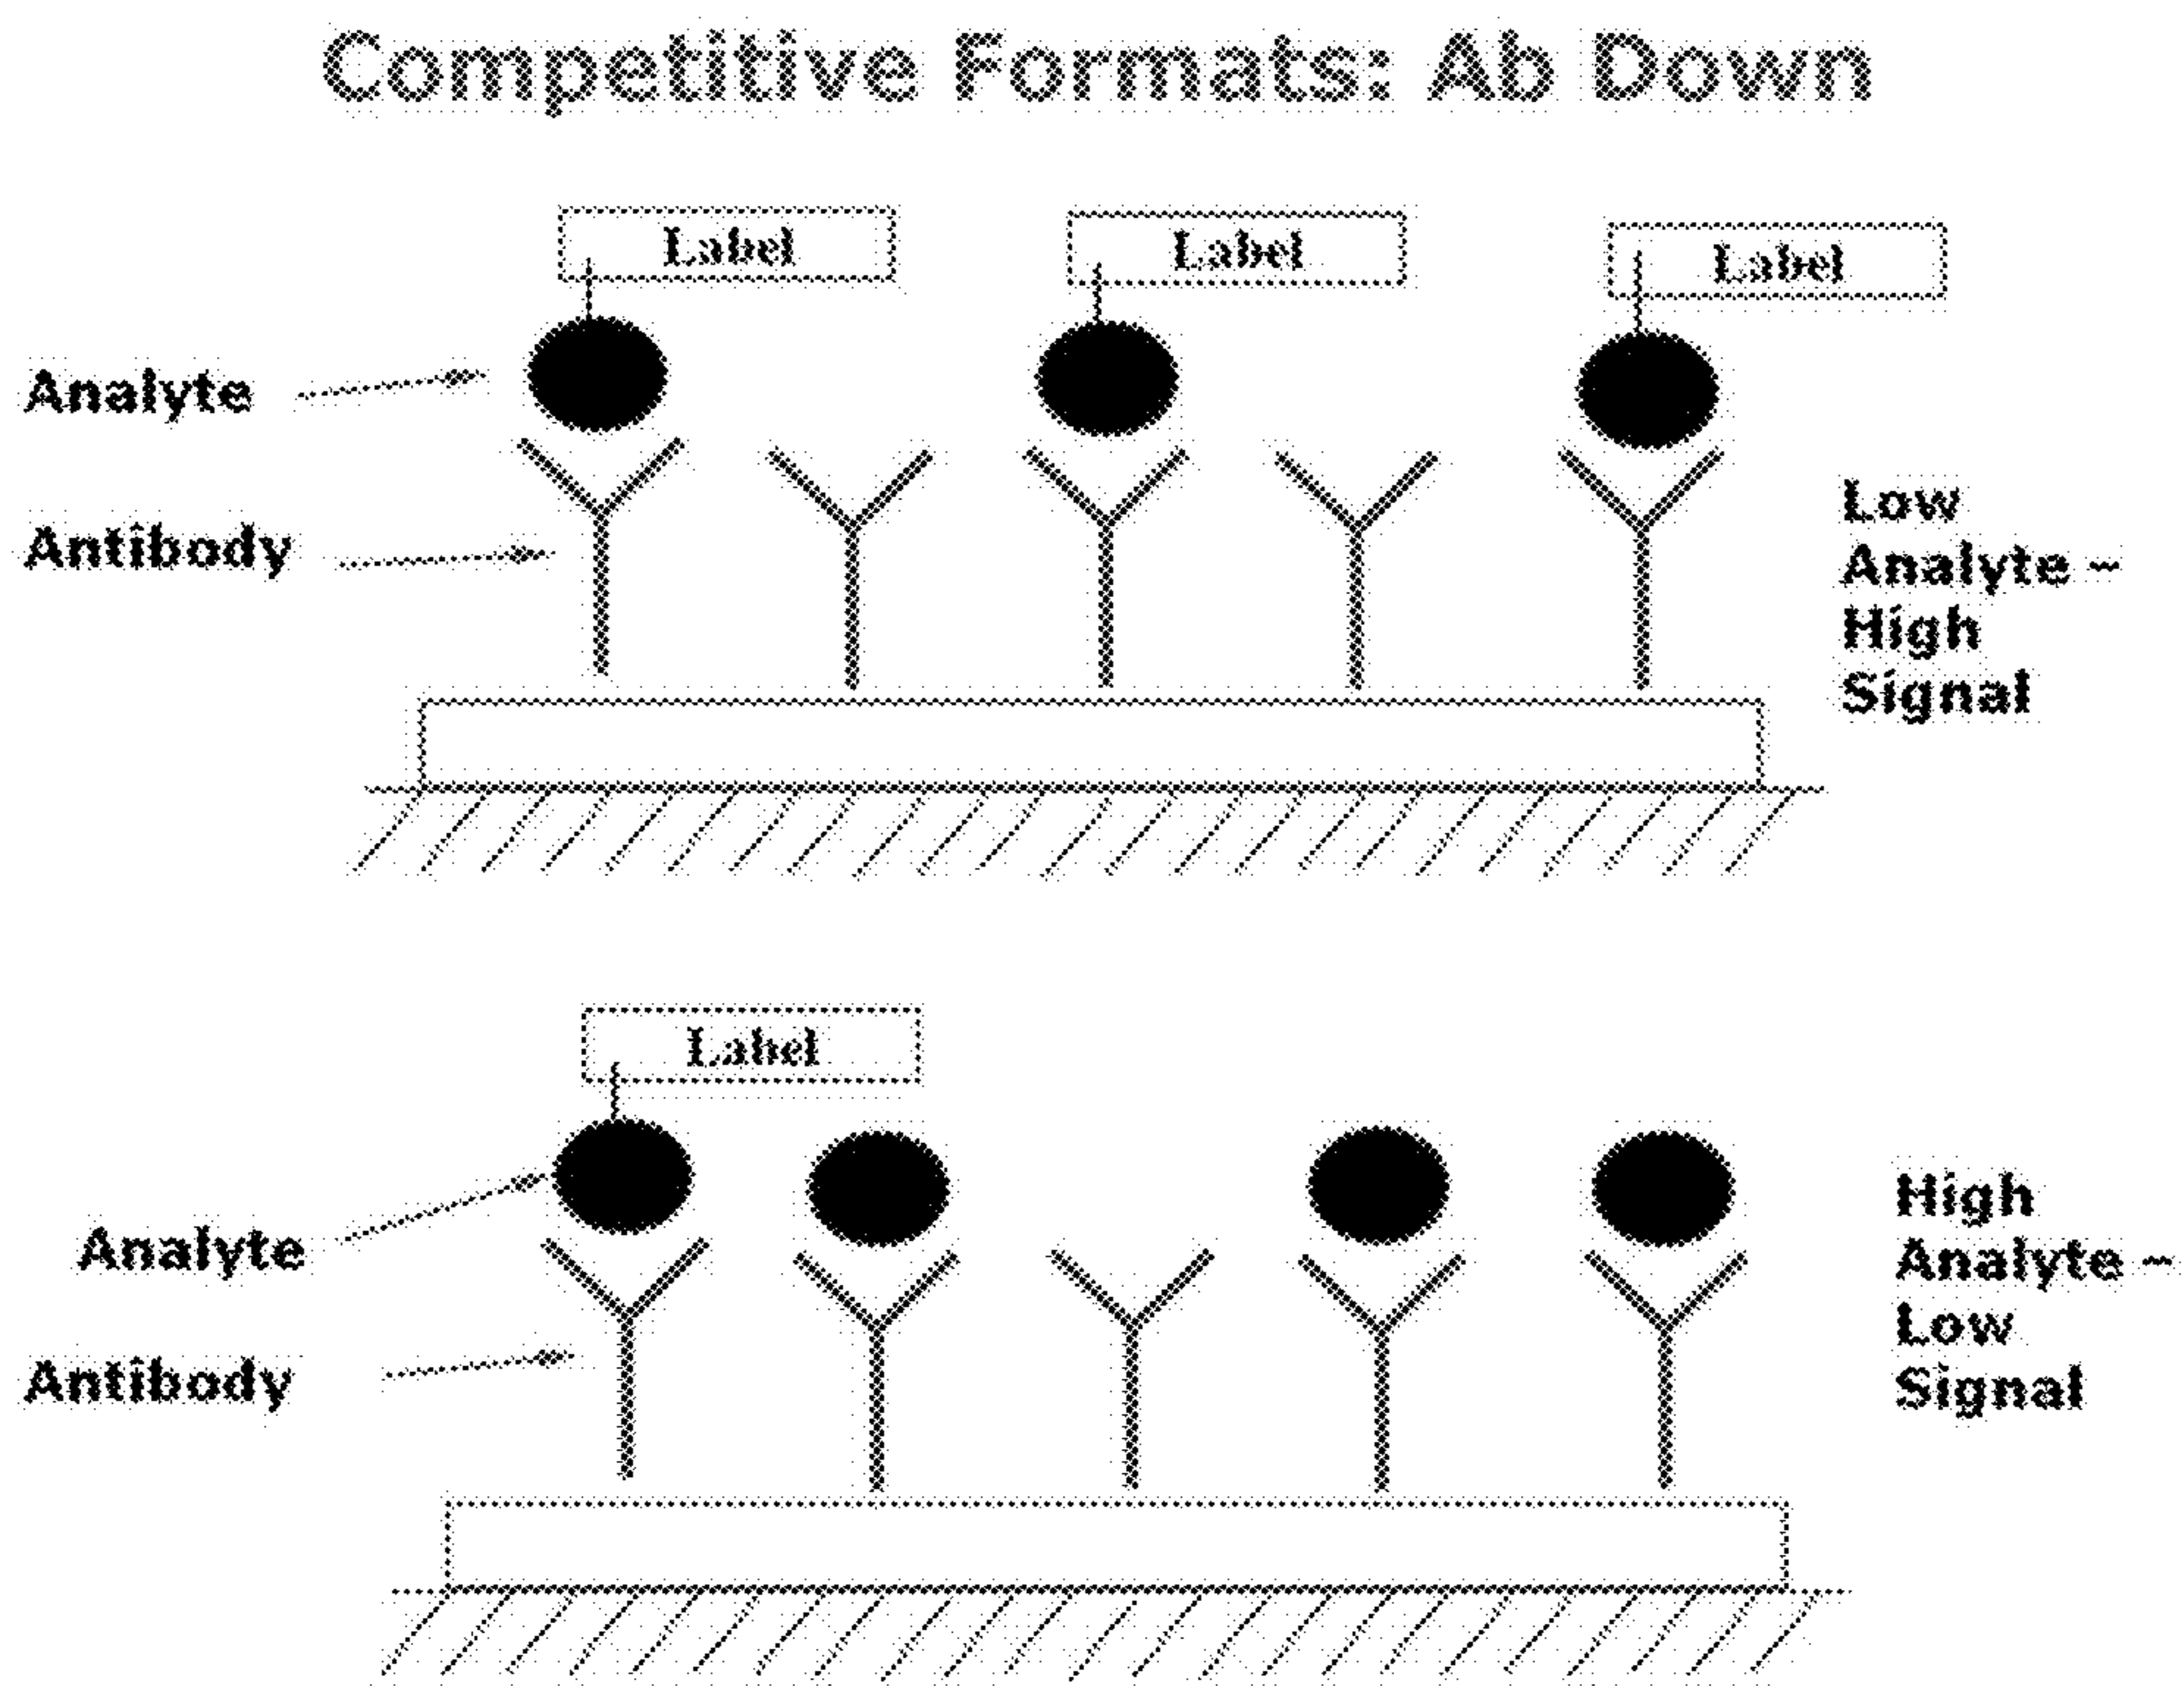 Competitive Formats: Ab Down
Label
Label
Label
Analyte
Antibody
Low
Analyte –
High
Signal
Label
Analyte
Antibody
High
Analyte –
Low
Signal